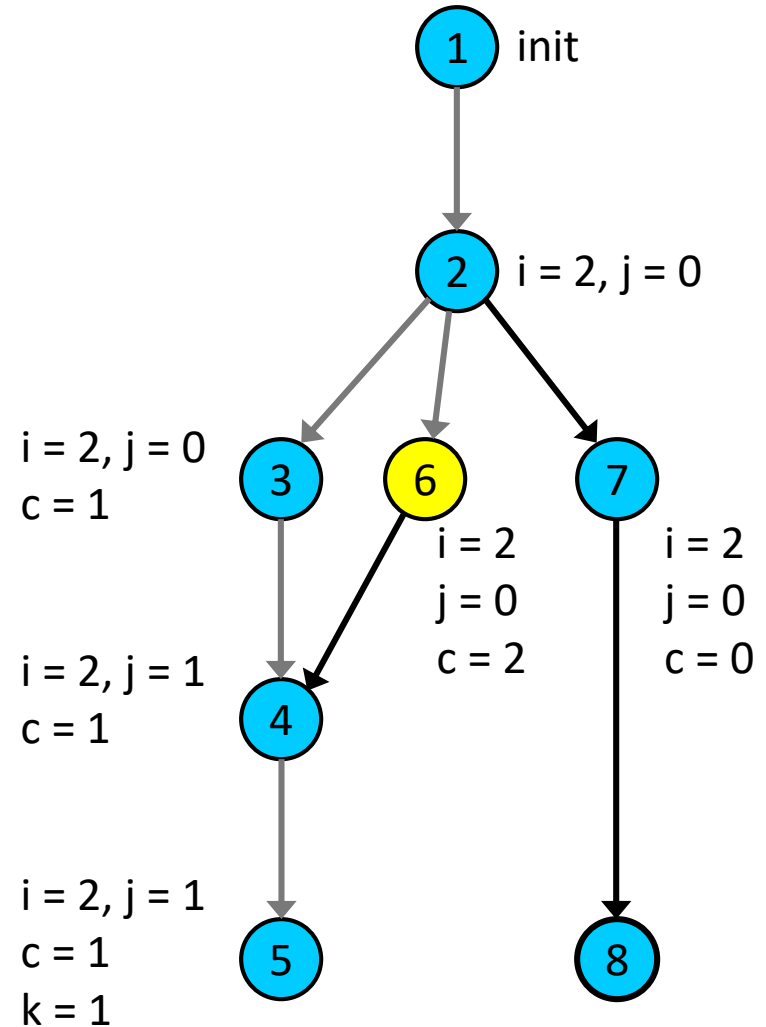 1 init
2 i = 2, j = 0
i = 2, j = 0
c = 1
3
6
7
i = 2
j = 0
c = 2
i = 2
j = 0
c = 0
i = 2, j = 1
c = 1
4
i = 2, j = 1
c = 1
k = 1
5
8